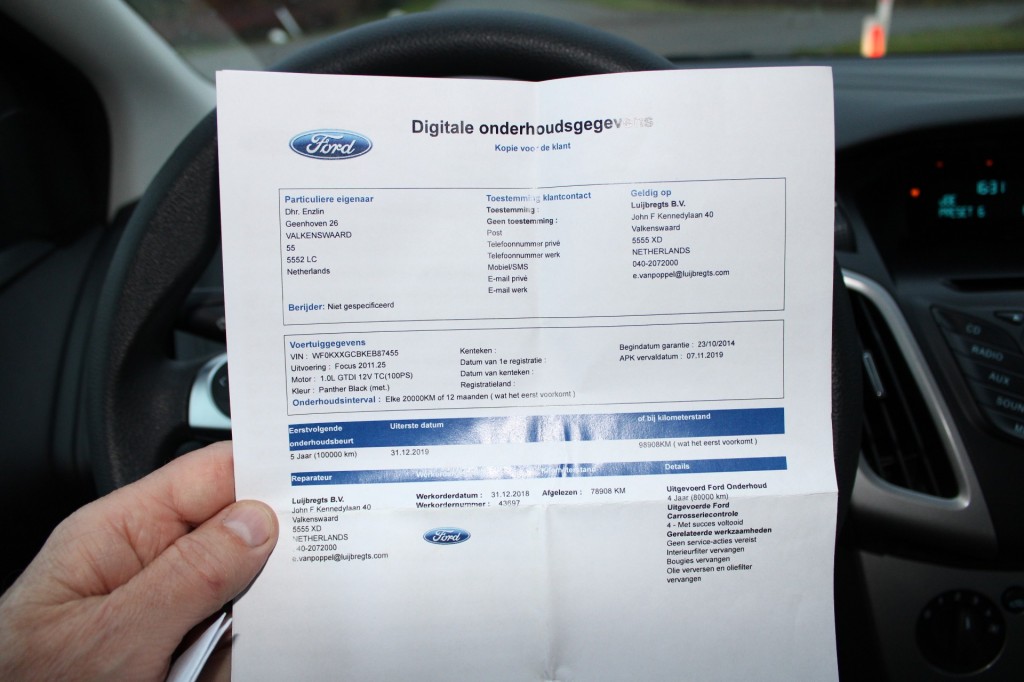 Ford
Digitale onderhoudsgegevens
Kopie voor de klant
Particuliere eigenaar
Dhr. Enzlin
Geenhoven 26
VALKENSWAARD
55
5552 LC
Netherlands
Berijder: Niet gespecificeerd
Toestemming klantcontact
Toestemming :
Geen toestemming :
Post
Telefoonnummer privé
Telefoonnummer werk
Mobiel/SMS
E-mail privé
E-mail werk
Geldig op
Luijbregts B.V.
John F Kennedylaan 40
Valkenswaard
5555 XD
NETHERLANDS
040-2072000
e.vanpoppel@luijbregts.com
Voertuiggegevens
VIN : WF0KXXGCBKEB87455
Uitvoering : Focus 2011.25
Motor : 1.0L GTDI 12V TC(100PS)
Kleur : Panther Black (met.)
Kenteken :
Datum van 1e registratie :
Datum van kenteken :
Registratieland :
Begindatum garantie : 23/10/2014
APK vervaldatum : 07.11.2019
Onderhoudsinterval : Elke 20000KM of 12 maanden ( wat het eerst voorkomt )
Eerstvolgende
onderhoudsbeurt
Uiterste datum
of bij kilometerstand
5 Jaar (100000 km)
31.12.2019
98908KM ( wat het eerst voorkomt )
Reparateur
Details
Luijbregts B.V.
John F Kennedylaan 40
Valkenswaard
5555 XD
NETHERLANDS
040-2072000
e.vanpoppel@luijbregts.com
Werkorderdatum : 31.12.2018
Werkordernummer : 43697
Afgelezen : 78908 KM
Ford
Uitgevoerd Ford Onderhoud
4 Jaar (80000 km)
Uitgevoerde Ford
Carrosseriecontrole
4 - Met succes voltooid
Gerelateerde werkzaamheden
Geen service-acties vereist
Interieurfilter vervangen
Bougies vervangen
Olie verversen en oliefilter
vervangen
631
PRESET 6
CD
RADIO
AUX